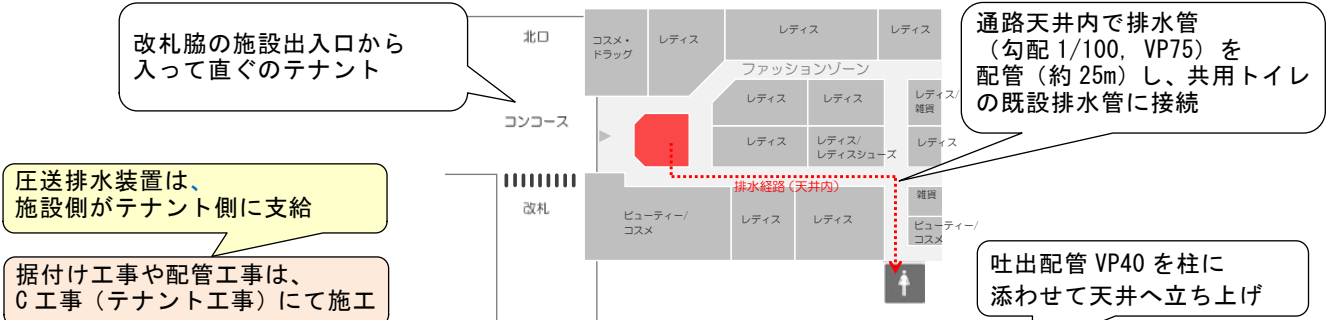 改札脇の施設出入口から
入って直ぐのテナント
北口
コスメ・
ドラッグ
レディス
レディス
レディス
通路天井内で排水管
（勾配 1/100, VP75）を
配管（約 25m）し、共用トイレ
の既設排水管に接続
ファッションゾーン
レディス
レディス
レディス/
雑貨
コンコース
レディス
レディス/
レディスシューズ
レディス
圧送排水装置は、
施設側がテナント側に支給
排水経路（天井内）
改札
雑貨
ビューティー/
コスメ
レディス
レディス
ビューティー/
コスメ
据付け工事や配管工事は、
C 工事（テナント工事）にて施工
吐出配管 VP40 を柱に
添わせて天井へ立ち上げ